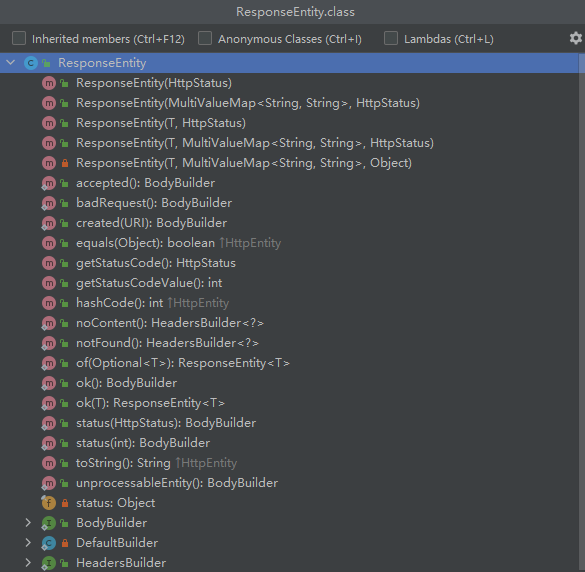 ResponseEntity.class
Inherited members (Ctrl+F12) Anonymous Classes (Ctrl+I) Lambdas (Ctrl+L)
ResponseEntity
ResponseEntity(HttpStatus)
ResponseEntity(MultiValueMap<String, String>, HttpStatus)
ResponseEntity(T, HttpStatus)
ResponseEntity(T, MultiValueMap<String, String>, HttpStatus)
ResponseEntity(T, MultiValueMap<String, String>, Object)
accepted(): BodyBuilder
badRequest(): BodyBuilder
created(URI): BodyBuilder
equals(Object): boolean ↑HttpEntity
getStatusCode(): HttpStatus
getStatusCodeValue(): int
hashCode(): int ↑HttpEntity
noContent(): HeadersBuilder<?>
notFound(): HeadersBuilder<?>
of(Optional<T>): ResponseEntity<T>
ok(): BodyBuilder
ok(T): ResponseEntity<T>
status(HttpStatus): BodyBuilder
status(int): BodyBuilder
toString(): String ↑HttpEntity
unprocessableEntity(): BodyBuilder
status: Object
BodyBuilder
DefaultBuilder
HeadersBuilder